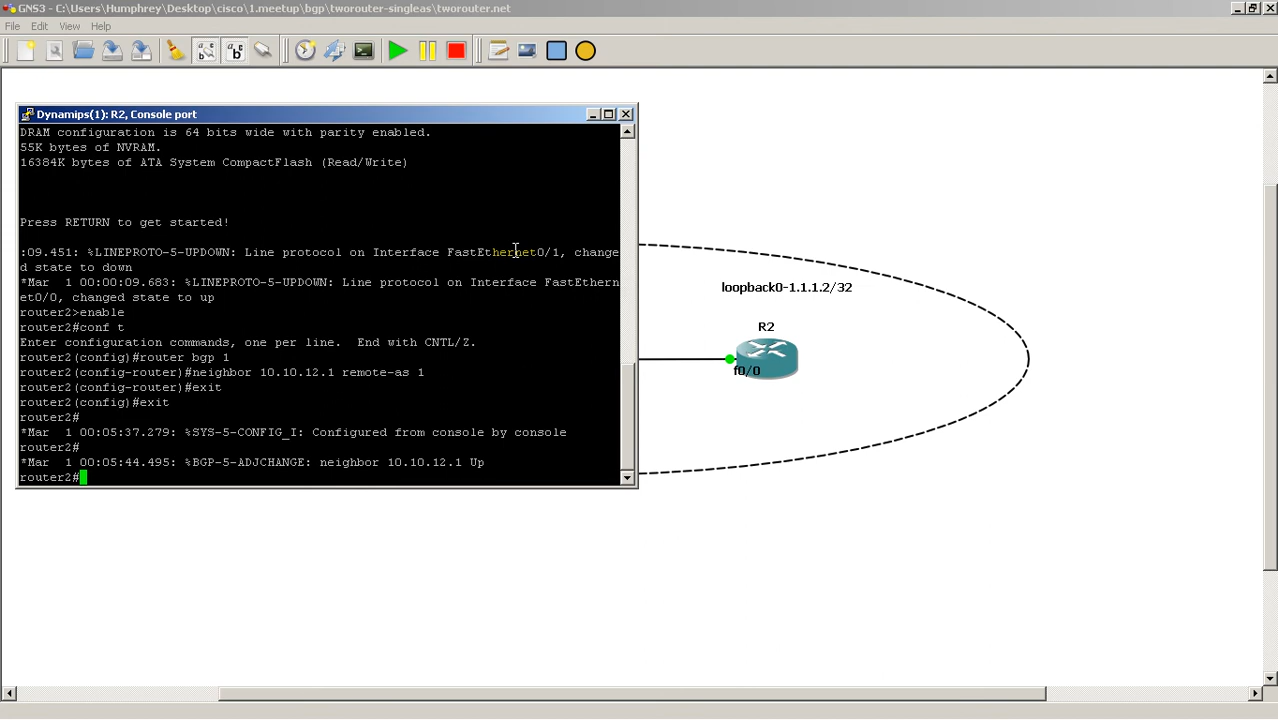 GNS3 - C:\Users\Humphrey\Desktop\cisco\1.meetup\bgp\tworouter-singleas\tworouter.net
File Edit View Help
Dynamips(1): R2, Console port
DRAM configuration is 64 bits wide with parity enabled.
55K bytes of NVRAM.
16384K bytes of ATA System CompactFlash (Read/Write)
Press RETURN to get started!
:09.451: %LINEPROTO-5-UPDOWN: Line protocol on Interface FastEthernet0/1, change
d state to down
*Mar  1 00:00:09.683: %LINEPROTO-5-UPDOWN: Line protocol on Interface FastEthern
et0/0, changed state to up
router2>enable
router2#conf t
Enter configuration commands, one per line.  End with CNTL/Z.
router2(config)#router bgp 1
router2(config-router)#neighbor 10.10.12.1 remote-as 1
router2(config-router)#exit
router2(config)#exit
router2#
*Mar  1 00:05:37.279: %SYS-5-CONFIG_I: Configured from console by console
router2#
*Mar  1 00:05:44.495: %BGP-5-ADJCHANGE: neighbor 10.10.12.1 Up
router2#
loopback0-1.1.1.2/32
R2
f0/0